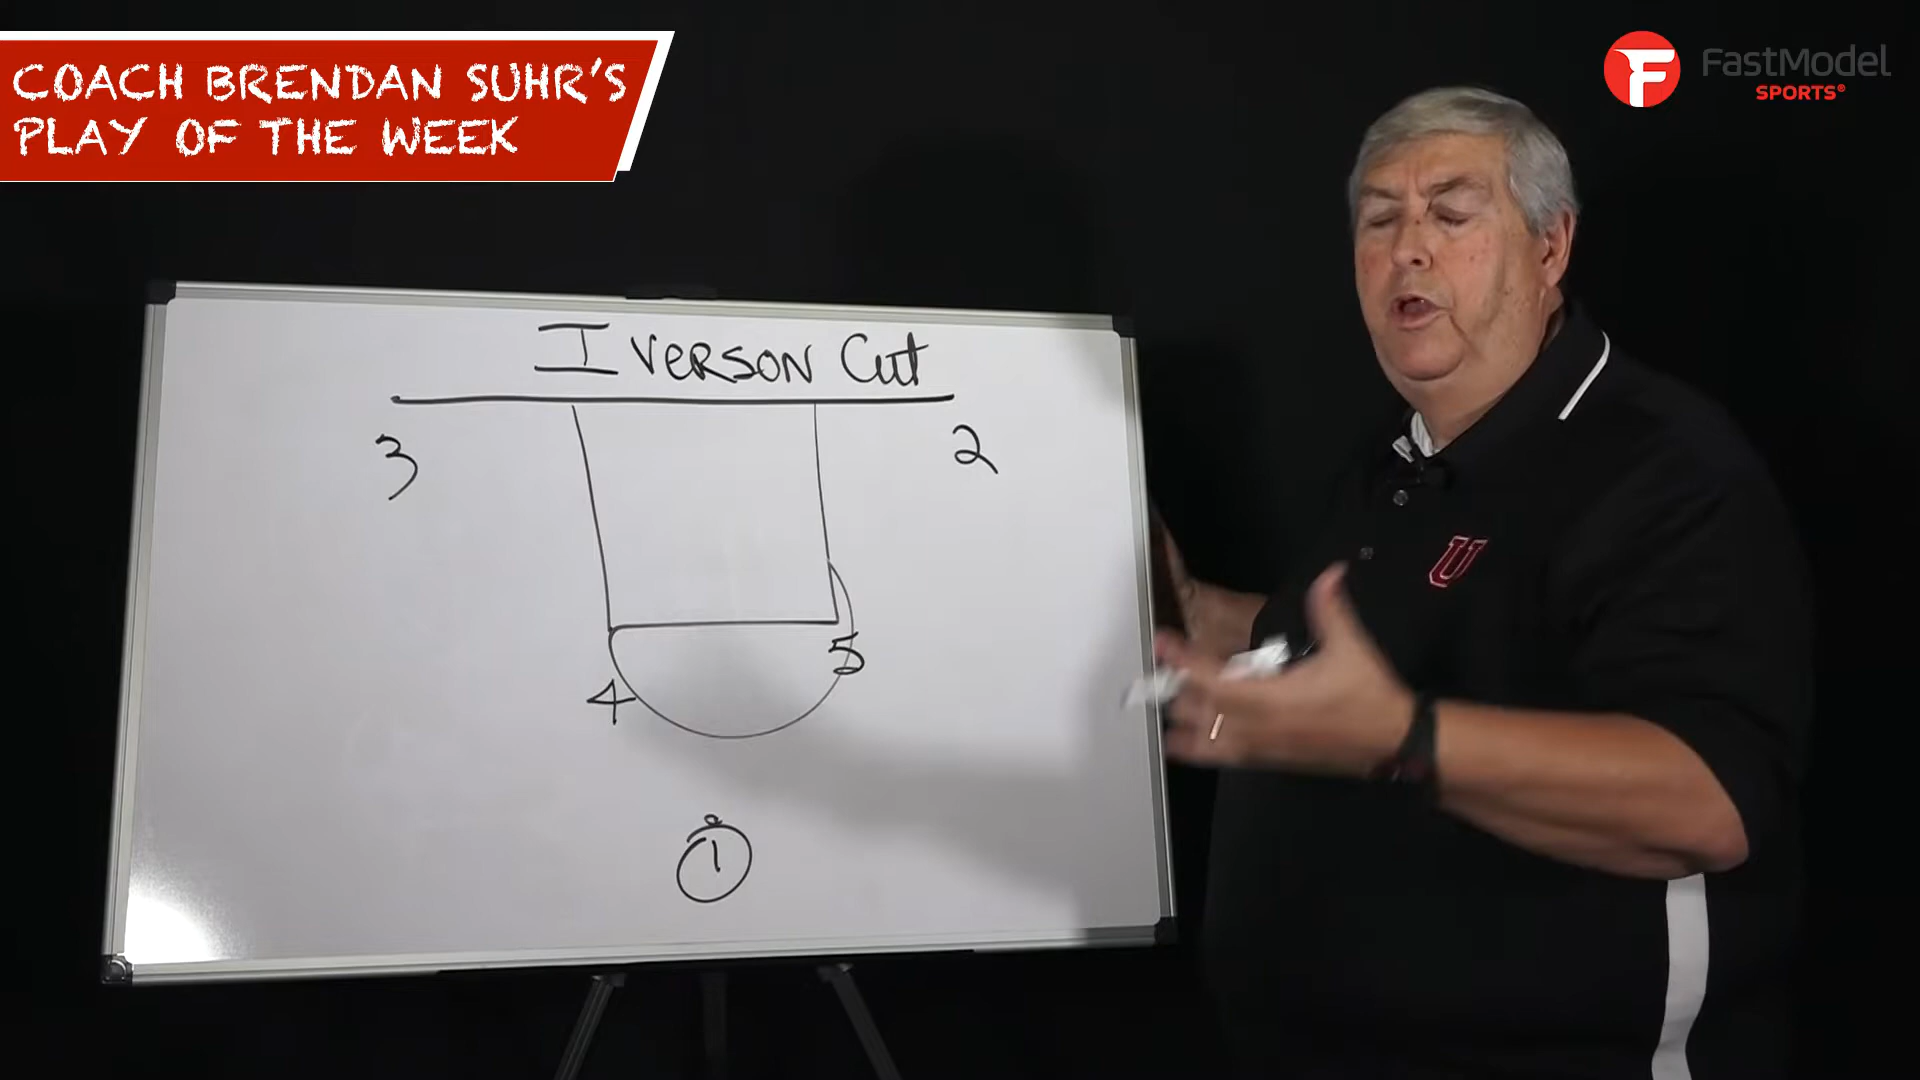 COACH BRENDAN SUHR'S
PLAY OF THE WEEK
F FastModel
SPORTS®
IVERSON Cut
3
2
5
4
1
U